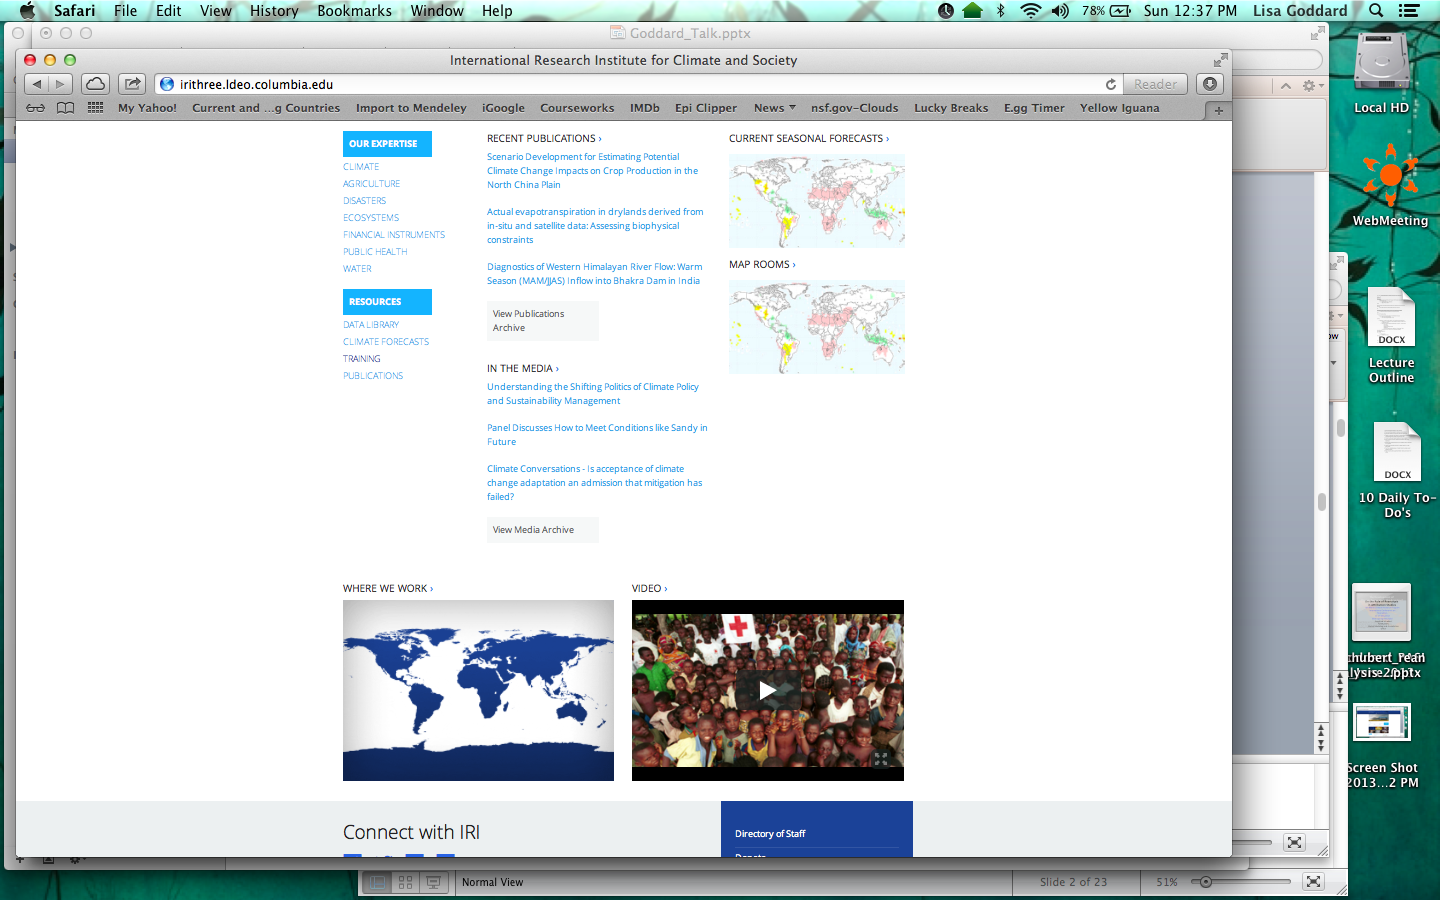 Safari File Edit View History Bookmarks Window Help
78% Sun 12:37 PM Lisa Goddard
Goddard_Talk.pptx
International Research Institute for Climate and Society
irithree.ldeo.columbia.edu
Reader
My Yahoo! Current and ...g Countries Import to Mendeley iGoogle Courseworks IMDb Epi Clipper News nsf.gov-Clouds Lucky Breaks E.gg Timer Yellow Iguana
OUR EXPERTISE
CLIMATE
AGRICULTURE
DISASTERS
ECOSYSTEMS
FINANCIAL INSTRUMENTS
PUBLIC HEALTH
WATER
RESOURCES
DATA LIBRARY
CLIMATE FORECASTS
TRAINING
PUBLICATIONS
RECENT PUBLICATIONS ›
Scenario Development for Estimating Potential
Climate Change Impacts on Crop Production in the
North China Plain
Actual evapotranspiration in drylands derived from
in-situ and satellite data: Assessing biophysical
constraints
Diagnostics of Western Himalayan River Flow: Warm
Season (MAM/JJAS) Inflow into Bhakra Dam in India
View Publications
Archive
IN THE MEDIA ›
Understanding the Shifting Politics of Climate Policy
and Sustainability Management
Panel Discusses How to Meet Conditions like Sandy in
Future
Climate Conversations - Is acceptance of climate
change adaptation an admission that mitigation has
failed?
View Media Archive
CURRENT SEASONAL FORECASTS ›
MAP ROOMS ›
WHERE WE WORK ›
VIDEO ›
Connect with IRI
Directory of Staff
Donate
Normal View
Slide 2 of 23
51%
Local HD
WebMeeting
DOCX
Lecture
Outline
DOCX
10 Daily To-
Do's
Screen Shot
2013...2 PM